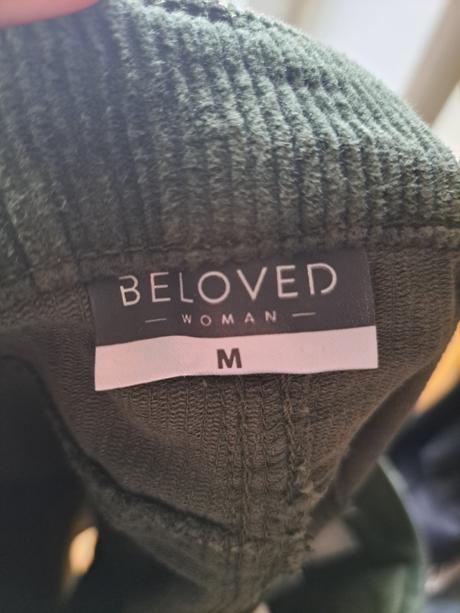 BELOVED
— WOMAN —
M